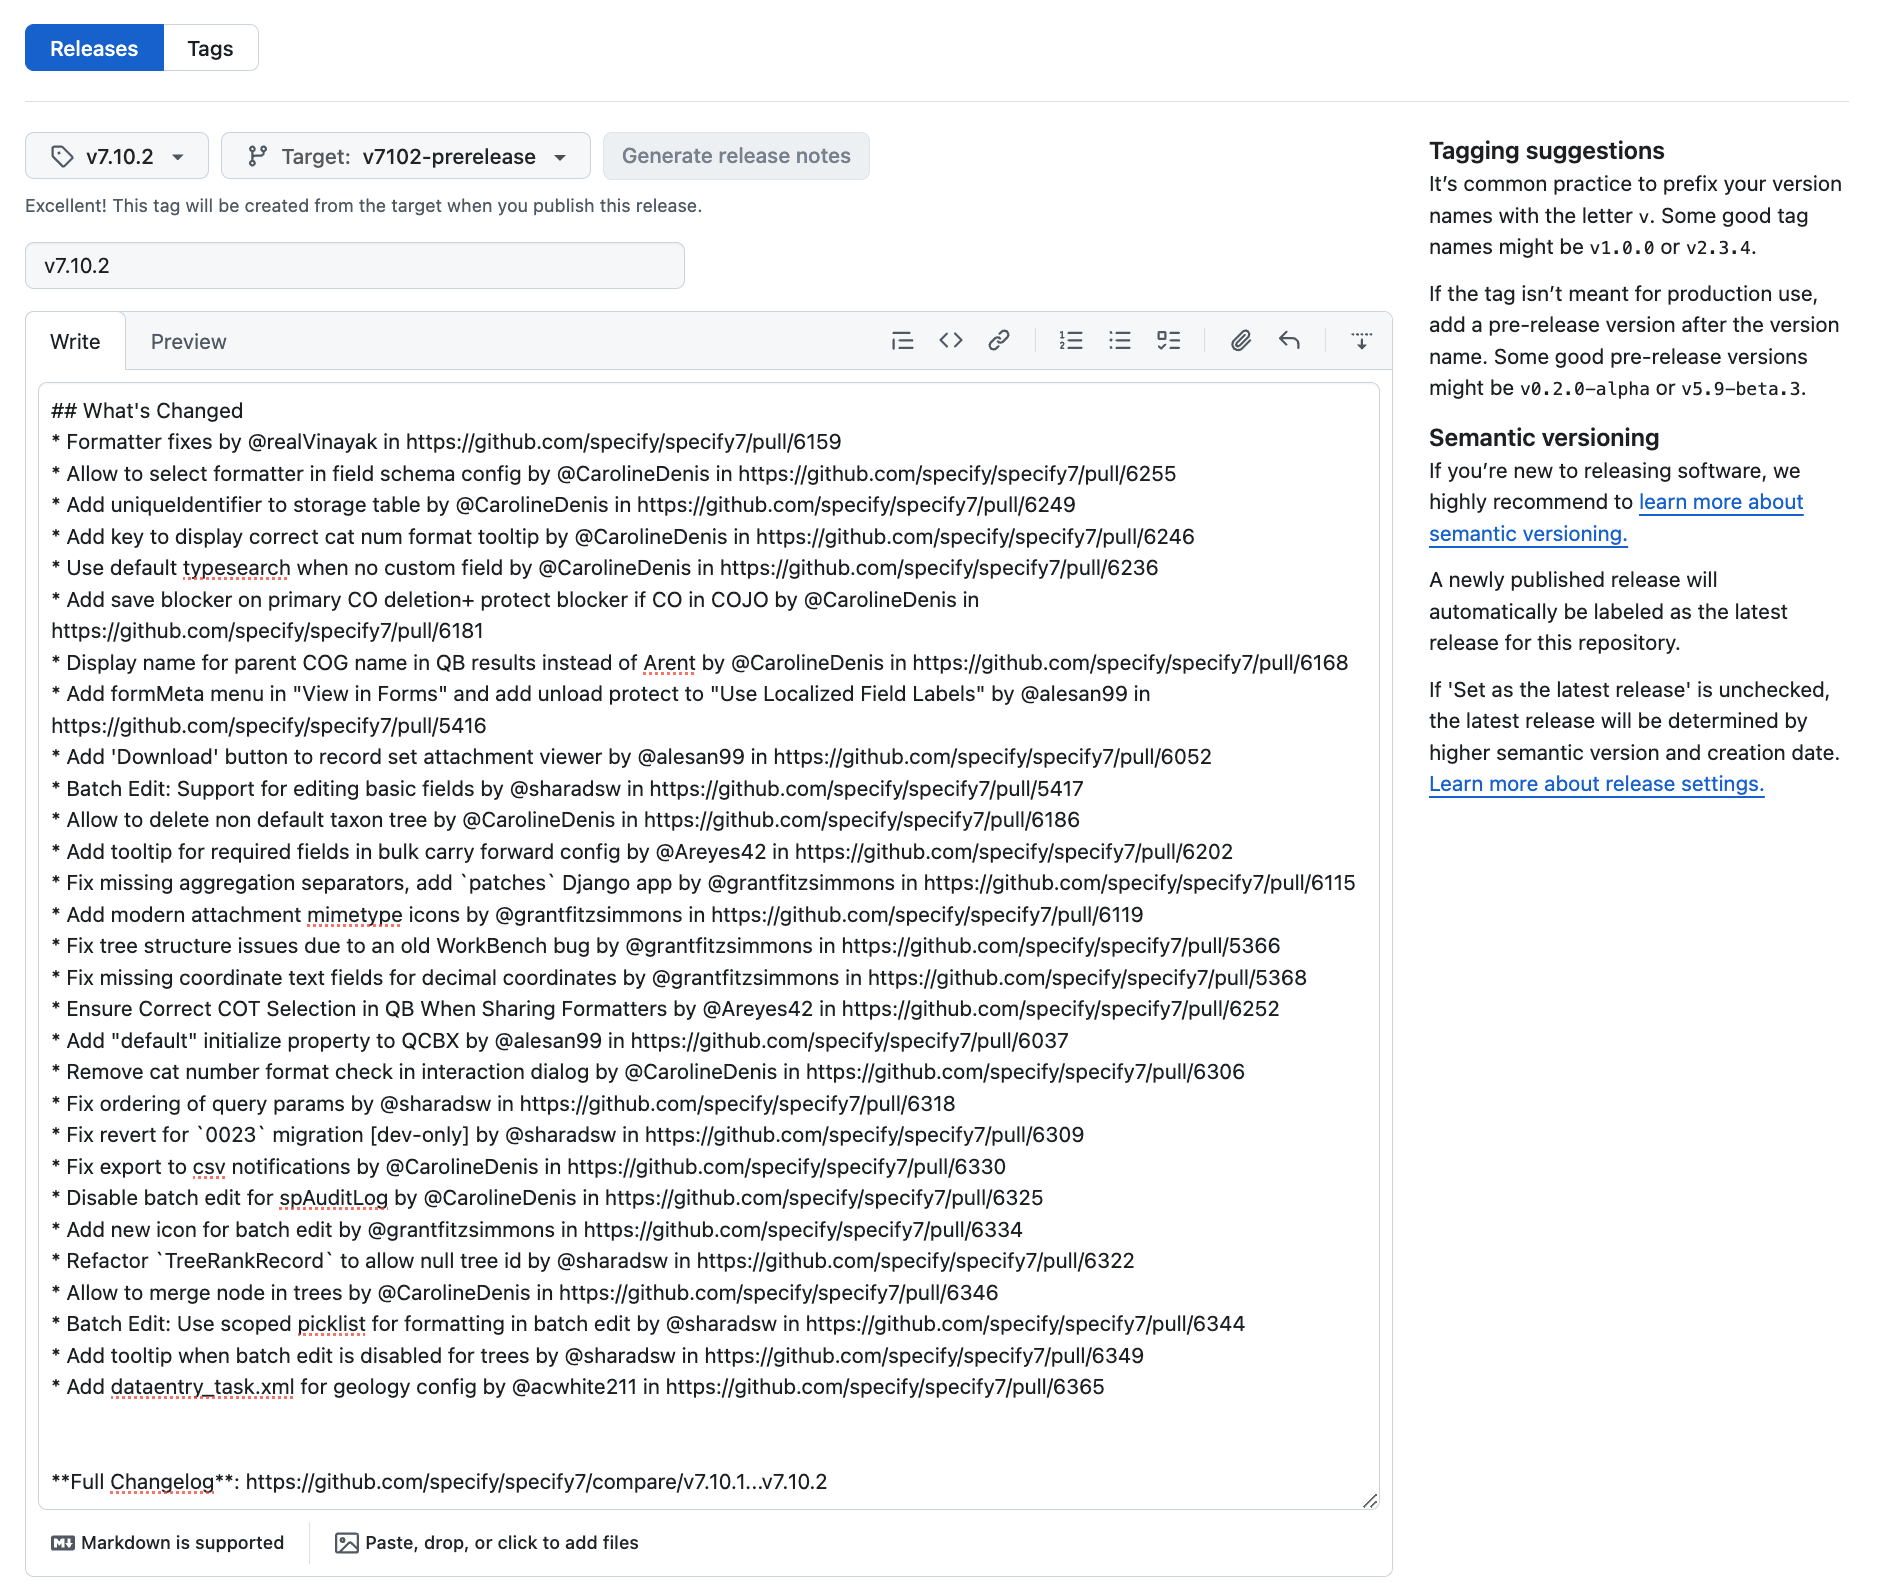 Releases Tags
v7.10.2 Target: v7102-prerelease Generate release notes
Excellent! This tag will be created from the target when you publish this release.
v7.10.2
Write Preview
## What's Changed
* Formatter fixes by @realVinayak in https://github.com/specify/specify7/pull/6159
* Allow to select formatter in field schema config by @CarolineDenis in https://github.com/specify/specify7/pull/6255
* Add uniqueIdentifier to storage table by @CarolineDenis in https://github.com/specify/specify7/pull/6249
* Add key to display correct cat num format tooltip by @CarolineDenis in https://github.com/specify/specify7/pull/6246
* Use default typesearch when no custom field by @CarolineDenis in https://github.com/specify/specify7/pull/6236
* Add save blocker on primary CO deletion+ protect blocker if CO in COJO by @CarolineDenis in
https://github.com/specify/specify7/pull/6181
* Display name for parent COG name in QB results instead of Arent by @CarolineDenis in https://github.com/specify/specify7/pull/6168
* Add formMeta menu in "View in Forms" and add unload protect to "Use Localized Field Labels" by @alesan99 in
https://github.com/specify/specify7/pull/5416
* Add 'Download' button to record set attachment viewer by @alesan99 in https://github.com/specify/specify7/pull/6052
* Batch Edit: Support for editing basic fields by @sharadsw in https://github.com/specify/specify7/pull/5417
* Allow to delete non default taxon tree by @CarolineDenis in https://github.com/specify/specify7/pull/6186
* Add tooltip for required fields in bulk carry forward config by @Areyes42 in https://github.com/specify/specify7/pull/6202
* Fix missing aggregation separators, add `patches` Django app by @grantfitzsimmons in https://github.com/specify/specify7/pull/6115
* Add modern attachment mimetype icons by @grantfitzsimmons in https://github.com/specify/specify7/pull/6119
* Fix tree structure issues due to an old WorkBench bug by @grantfitzsimmons in https://github.com/specify/specify7/pull/5366
* Fix missing coordinate text fields for decimal coordinates by @grantfitzsimmons in https://github.com/specify/specify7/pull/5368
* Ensure Correct COT Selection in QB When Sharing Formatters by @Areyes42 in https://github.com/specify/specify7/pull/6252
* Add "default" initialize property to QCBX by @alesan99 in https://github.com/specify/specify7/pull/6037
* Remove cat number format check in interaction dialog by @CarolineDenis in https://github.com/specify/specify7/pull/6306
* Fix ordering of query params by @sharadsw in https://github.com/specify/specify7/pull/6318
* Fix revert for `0023` migration [dev-only] by @sharadsw in https://github.com/specify/specify7/pull/6309
* Fix export to csv notifications by @CarolineDenis in https://github.com/specify/specify7/pull/6330
* Disable batch edit for spAuditLog by @CarolineDenis in https://github.com/specify/specify7/pull/6325
* Add new icon for batch edit by @grantfitzsimmons in https://github.com/specify/specify7/pull/6334
* Refactor `TreeRankRecord` to allow null tree id by @sharadsw in https://github.com/specify/specify7/pull/6322
* Allow to merge node in trees by @CarolineDenis in https://github.com/specify/specify7/pull/6346
* Batch Edit: Use scoped picklist for formatting in batch edit by @sharadsw in https://github.com/specify/specify7/pull/6344
* Add tooltip when batch edit is disabled for trees by @sharadsw in https://github.com/specify/specify7/pull/6349
* Add dataentry_task.xml for geology config by @acwhite211 in https://github.com/specify/specify7/pull/6365
**Full Changelog**: https://github.com/specify/specify7/compare/v7.10.1...v7.10.2
Markdown is supported Paste, drop, or click to add files
Tagging suggestions
It's common practice to prefix your version
names with the letter v. Some good tag
names might be v1.0.0 or v2.3.4.
If the tag isn't meant for production use,
add a pre-release version after the version
name. Some good pre-release versions
might be v0.2.0-alpha or v5.9-beta.3.
Semantic versioning
If you're new to releasing software, we
highly recommend to learn more about
semantic versioning.
A newly published release will
automatically be labeled as the latest
release for this repository.
If 'Set as the latest release' is unchecked,
the latest release will be determined by
higher semantic version and creation date.
Learn more about release settings.